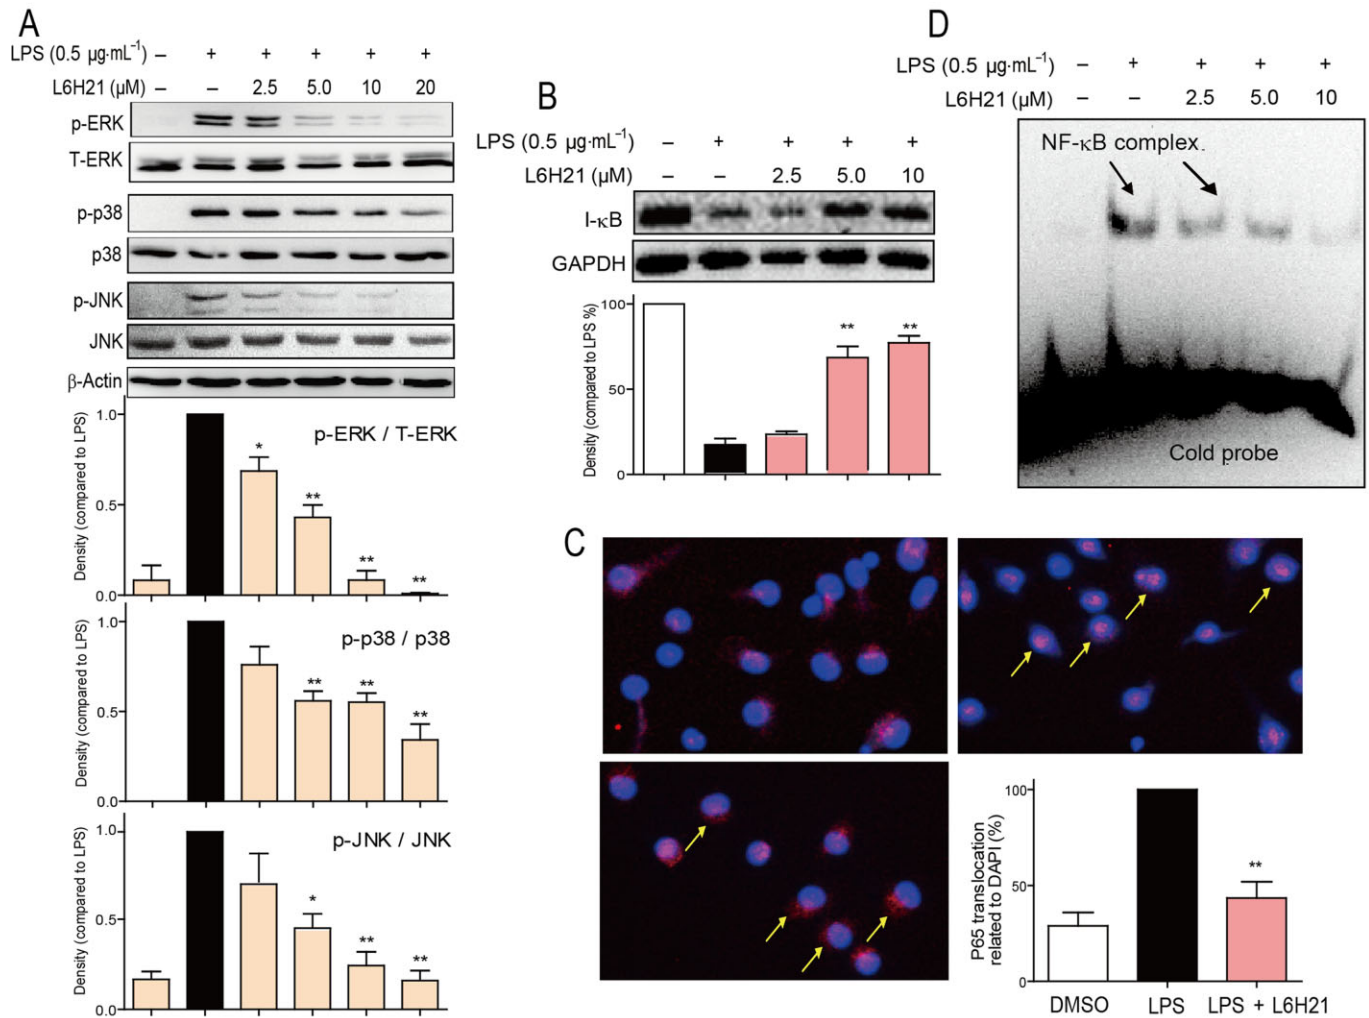 A
LPS (0.5 µg·mL⁻¹) – + + + + +
L6H21 (µM) – – 2.5 5.0 10 20
p-ERK
T-ERK
p-p38
p38
p-JNK
JNK
β-Actin
Density (compared to LPS)
1.0
0.5
0.0
p-ERK / T-ERK
*
**
**
**
Density (compared to LPS)
1.0
0.5
0.0
p-p38 / p38
**
**
**
Density (compared to LPS)
1.0
0.5
0.0
p-JNK / JNK
*
**
**
B
LPS (0.5 µg·mL⁻¹) – + + + +
L6H21 (µM) – – 2.5 5.0 10
I-κB
GAPDH
Density (compared to LPS %)
100
50
0
**
**
C
P65 translocation
related to DAPI (%)
100
50
0
**
DMSO LPS LPS + L6H21
D
LPS (0.5 µg·mL⁻¹) – + + + +
L6H21 (µM) – – 2.5 5.0 10
NF-κB complex
Cold probe